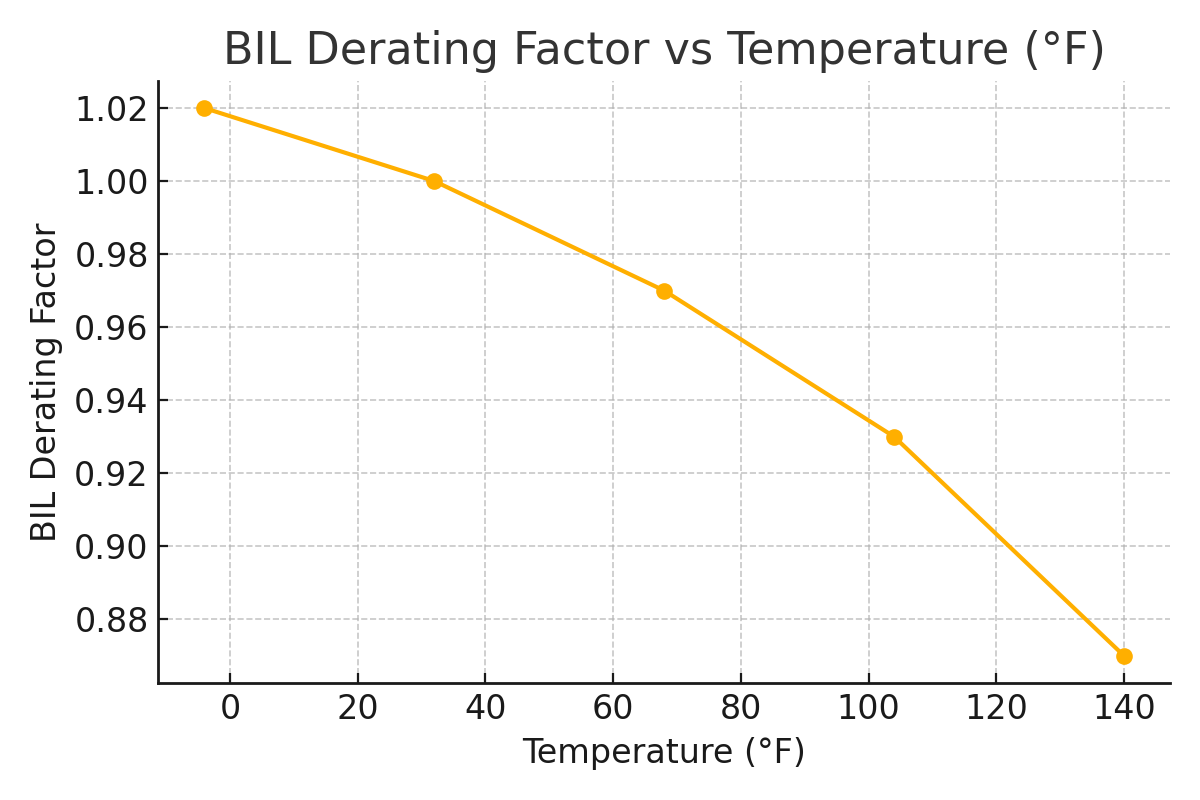 BIL Derating Factor vs Temperature (°F)
BIL Derating Factor
1.02
1.00
0.98
0.96
0.94
0.92
0.90
0.88
0 20 40 60 80 100 120 140
Temperature (°F)